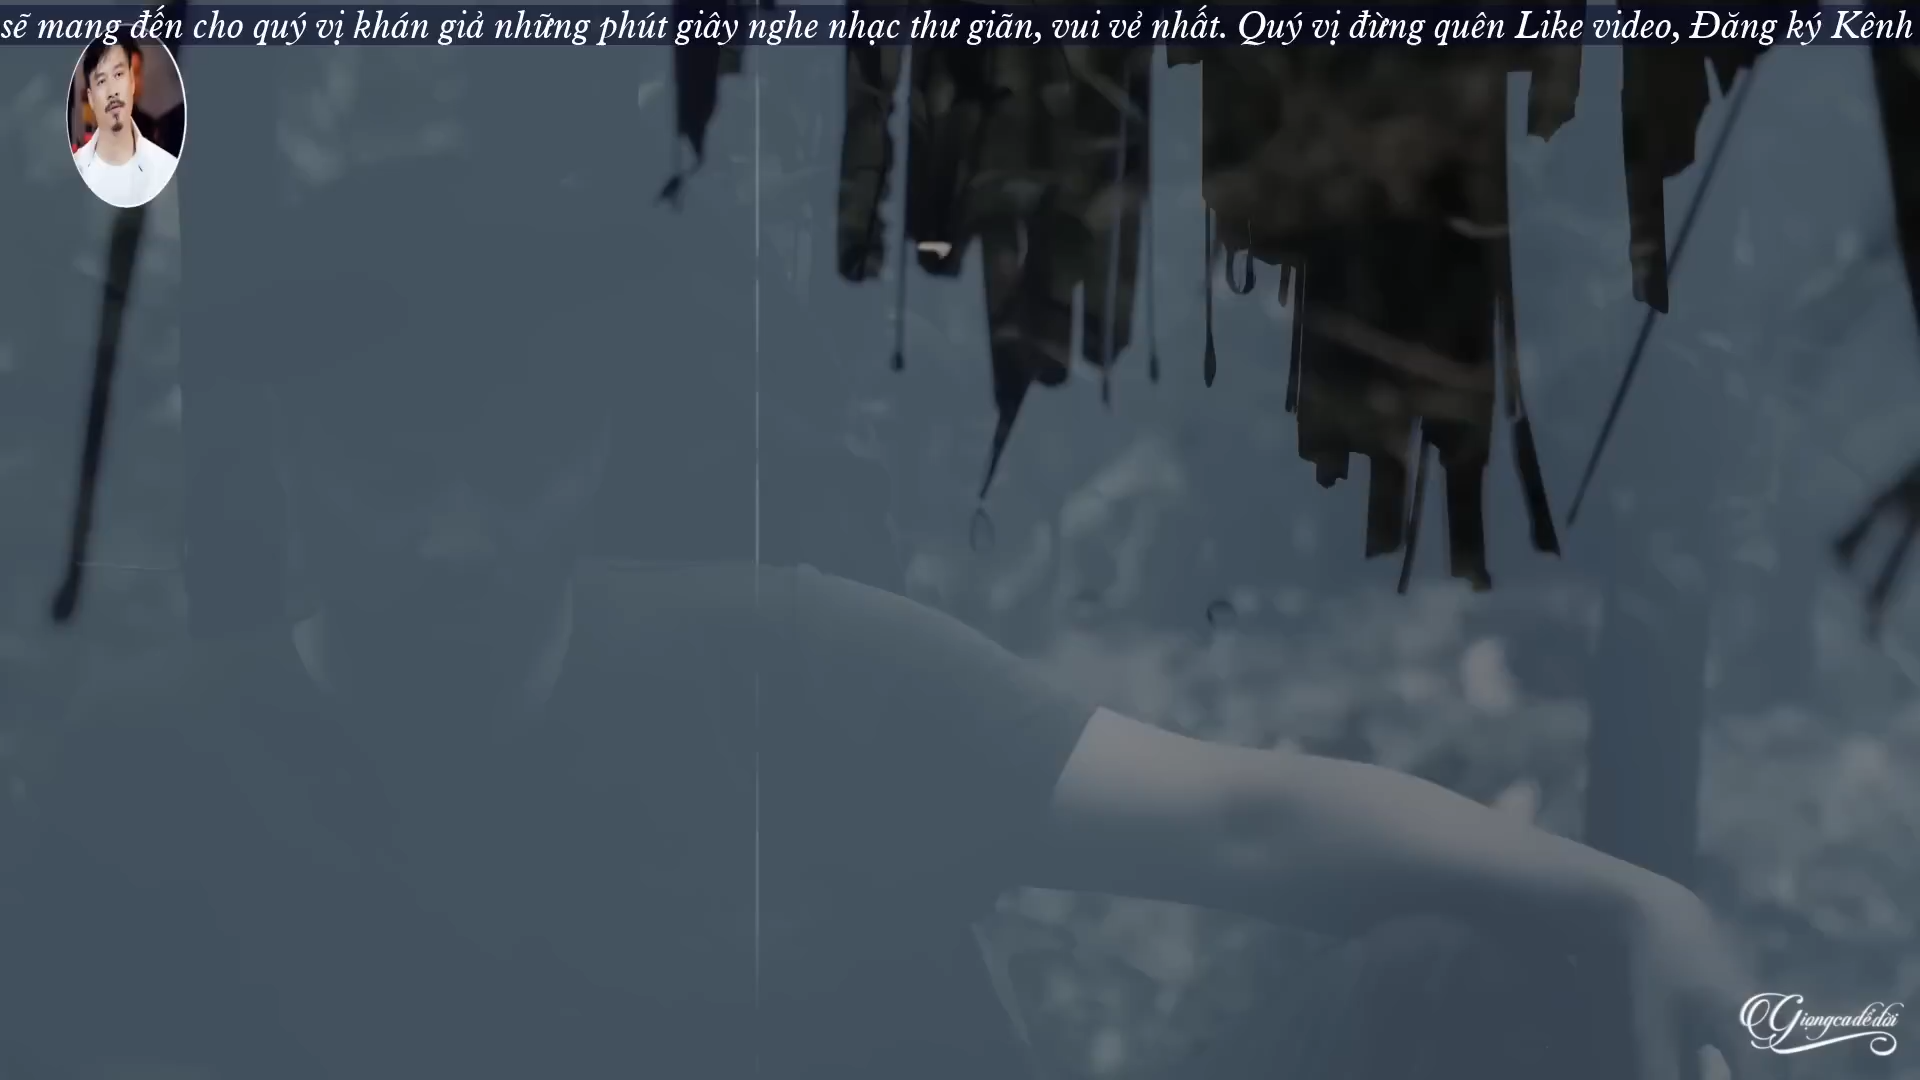 sẽ mang đến cho quý vị khán giả những phút giây nghe nhạc thư giãn, vui vẻ nhất. Quý vị đừng quên Like video, Đăng ký Kênh
Giọngcadểđời